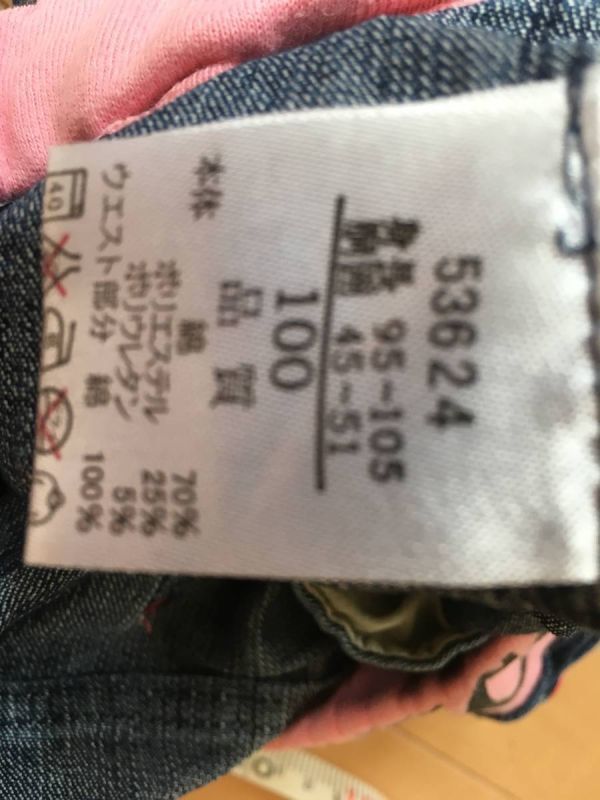 53624
身長 95~105
胴囲 45~51
100
品質
本体 綿 70%
ポリエステル 25%
ポリウレタン 5%
ウエスト部分 綿 100%
40